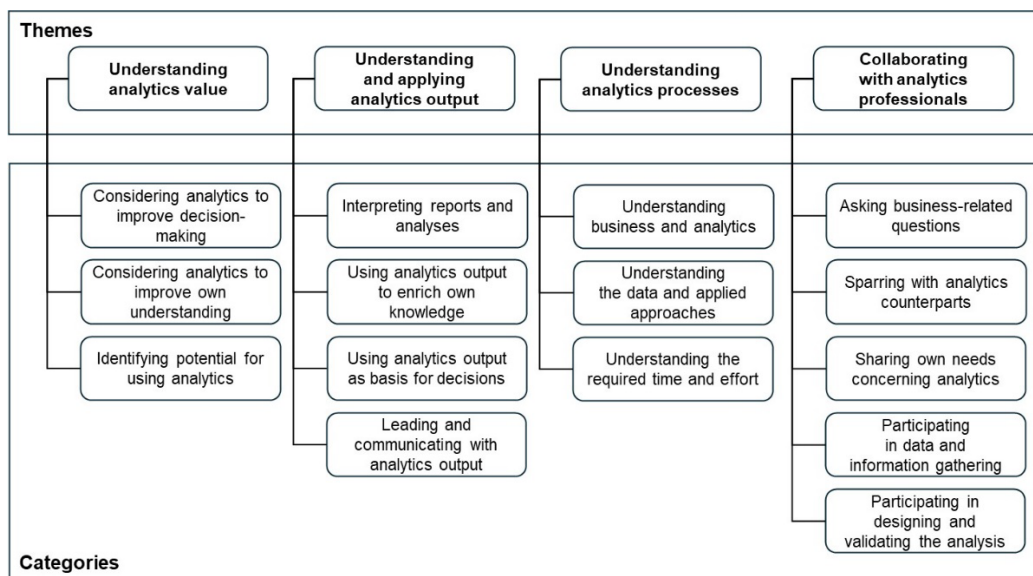 Themes
Understanding
analytics value
Understanding
and applying
analytics output
Understanding
analytics processes
Collaborating
with analytics
professionals
Considering analytics to
improve decision-
making
Considering analytics to
improve own
understanding
Identifying potential for
using analytics
Interpreting reports and
analyses
Using analytics output
to enrich own
knowledge
Using analytics output
as basis for decisions
Leading and
communicating with
analytics output
Understanding
business and analytics
Understanding
the data and applied
approaches
Understanding the
required time and effort
Asking business-related
questions
Sparring with analytics
counterparts
Sharing own needs
concerning analytics
Participating
in data and
information gathering
Participating in
designing and
validating the analysis
Categories